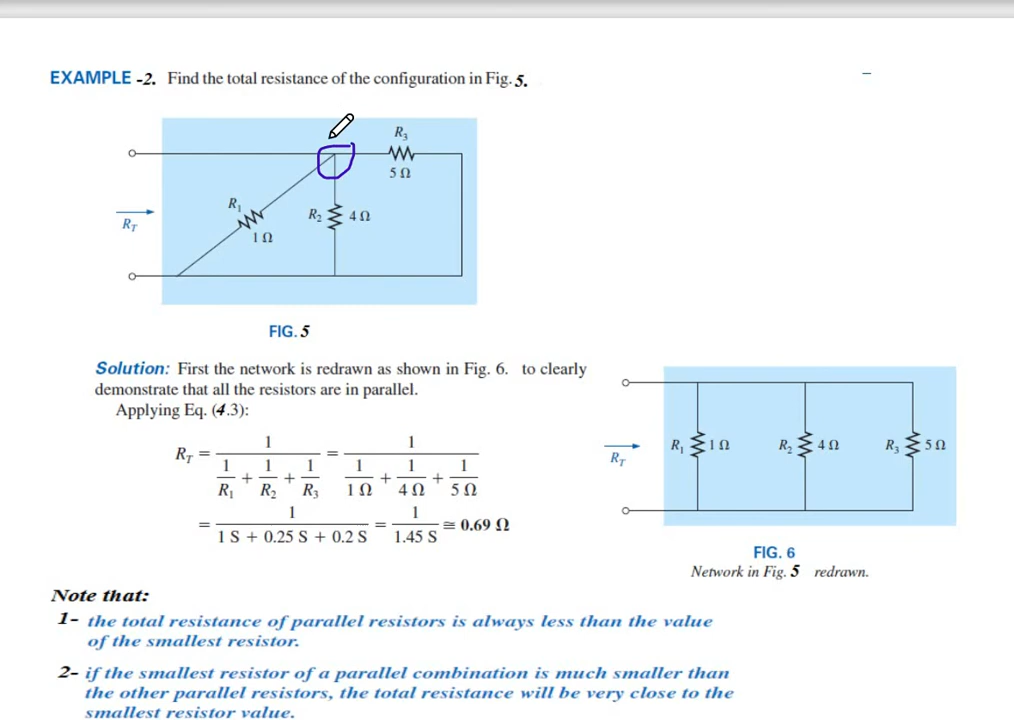 EXAMPLE -2. Find the total resistance of the configuration in Fig. 5.
R3
5 Ω
R1
1 Ω
R2 4 Ω
RT
FIG. 5
Solution: First the network is redrawn as shown in Fig. 6. to clearly
demonstrate that all the resistors are in parallel.
Applying Eq. (4.3):
RT = 1 / (1/R1 + 1/R2 + 1/R3) = 1 / (1/1 Ω + 1/4 Ω + 1/5 Ω)
= 1 / (1 S + 0.25 S + 0.2 S) = 1 / 1.45 S ≅ 0.69 Ω
RT
R1 1 Ω
R2 4 Ω
R3 5 Ω
FIG. 6
Network in Fig. 5 redrawn.
Note that:
1- the total resistance of parallel resistors is always less than the value
of the smallest resistor.
2- if the smallest resistor of a parallel combination is much smaller than
the other parallel resistors, the total resistance will be very close to the
smallest resistor value.